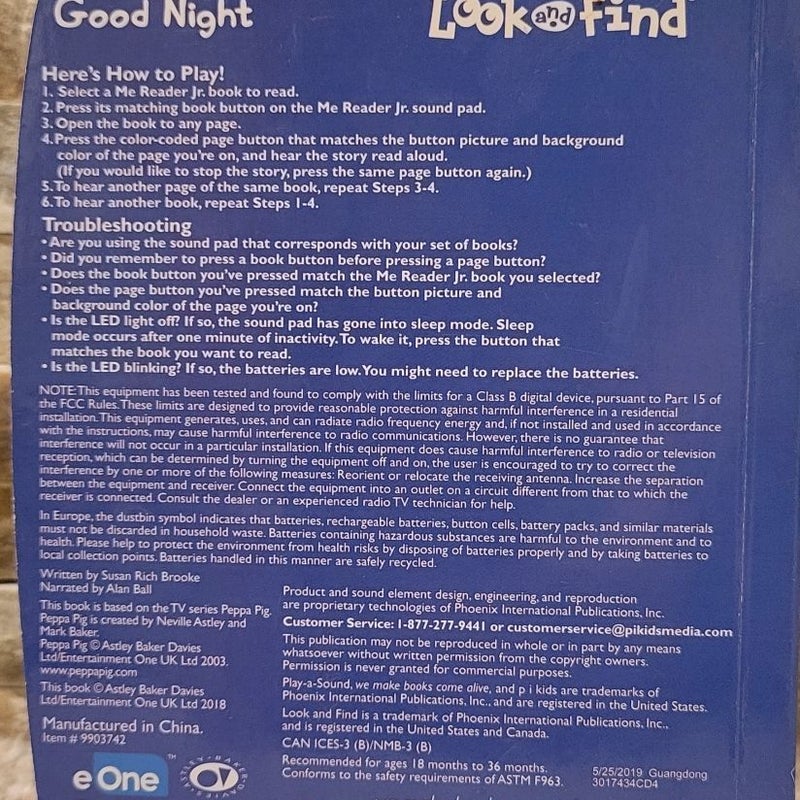 Good Night
Look and Find
Here's How to Play!
1. Select a Me Reader Jr. book to read.
2. Press its matching book button on the Me Reader Jr. sound pad.
3. Open the book to any page.
4. Press the color-coded page button that matches the button picture and background
color of the page you're on, and hear the story read aloud.
(If you would like to stop the story, press the same page button again.)
5. To hear another page of the same book, repeat Steps 3-4.
6. To hear another book, repeat Steps 1-4.
Troubleshooting
• Are you using the sound pad that corresponds with your set of books?
• Did you remember to press a book button before pressing a page button?
• Does the book button you've pressed match the Me Reader Jr. book you selected?
• Does the page button you've pressed match the button picture and
background color of the page you're on?
• Is the LED light off? If so, the sound pad has gone into sleep mode. Sleep
mode occurs after one minute of inactivity. To wake it, press the button that
matches the book you want to read.
• Is the LED blinking? If so, the batteries are low. You might need to replace the batteries.
NOTE: This equipment has been tested and found to comply with the limits for a Class B digital device, pursuant to Part 15 of
the FCC Rules. These limits are designed to provide reasonable protection against harmful interference in a residential
installation. This equipment generates, uses, and can radiate radio frequency energy and, if not installed and used in accordance
with the instructions, may cause harmful interference to radio communications. However, there is no guarantee that
interference will not occur in a particular installation. If this equipment does cause harmful interference to radio or television
reception, which can be determined by turning the equipment off and on, the user is encouraged to try to correct the
interference by one or more of the following measures: Reorient or relocate the receiving antenna. Increase the separation
between the equipment and receiver. Connect the equipment into an outlet on a circuit different from that to which the
receiver is connected. Consult the dealer or an experienced radio TV technician for help.
In Europe, the dustbin symbol indicates that batteries, rechargeable batteries, button cells, battery packs, and similar materials
must not be discarded in household waste. Batteries containing hazardous substances are harmful to the environment and to
health. Please help to protect the environment from health risks by disposing of batteries properly and by taking batteries to
local collection points. Batteries handled in this manner are safely recycled.
Written by Susan Rich Brooke
Narrated by Alan Ball
This book is based on the TV series Peppa Pig.
Peppa Pig is created by Neville Astley and
Mark Baker.
Peppa Pig © Astley Baker Davies
Ltd/Entertainment One UK Ltd 2003.
www.peppapig.com
This book © Astley Baker Davies
Ltd/Entertainment One UK Ltd 2018
Manufactured in China.
Item # 9903742
eOne™
Product and sound element design, engineering, and reproduction
are proprietary technologies of Phoenix International Publications, Inc.
Customer Service: 1-877-277-9441 or customerservice@pikidsmedia.com
This publication may not be reproduced in whole or in part by any means
whatsoever without written permission from the copyright owners.
Permission is never granted for commercial purposes.
Play-a-Sound, we make books come alive, and p i kids are trademarks of
Phoenix International Publications, Inc., and are registered in the United States.
Look and Find is a trademark of Phoenix International Publications, Inc.,
and is registered in the United States and Canada.
CAN ICES-3 (B)/NMB-3 (B)
Recommended for ages 18 months to 36 months.
Conforms to the safety requirements of ASTM F963.
5/25/2019 Guangdong
3017434CD4